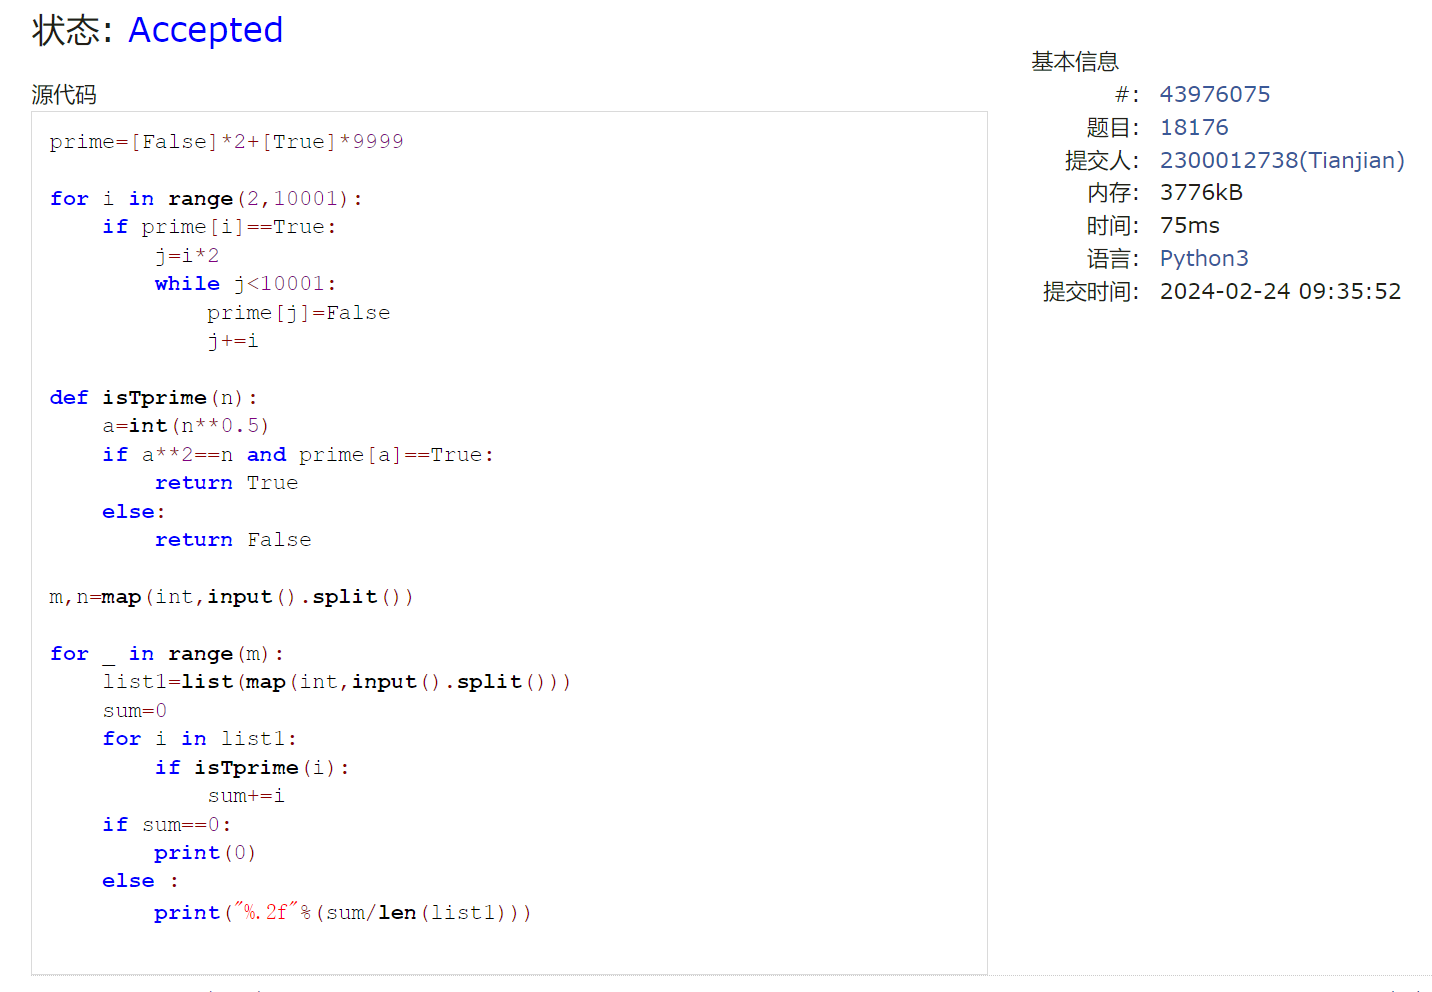 状态: Accepted
源代码
prime=[False]*2+[True]*9999
for i in range(2,10001):
    if prime[i]==True:
        j=i*2
        while j<10001:
            prime[j]=False
            j+=i
def isTprime(n):
    a=int(n**0.5)
    if a**2==n and prime[a]==True:
        return True
    else:
        return False
m,n=map(int,input().split())
for _ in range(m):
    list1=list(map(int,input().split()))
    sum=0
    for i in list1:
        if isTprime(i):
            sum+=i
    if sum==0:
        print(0)
    else :
        print("%.2f"%(sum/len(list1)))
基本信息
#: 43976075
题目: 18176
提交人: 2300012738(Tianjian)
内存: 3776kB
时间: 75ms
语言: Python3
提交时间: 2024-02-24 09:35:52